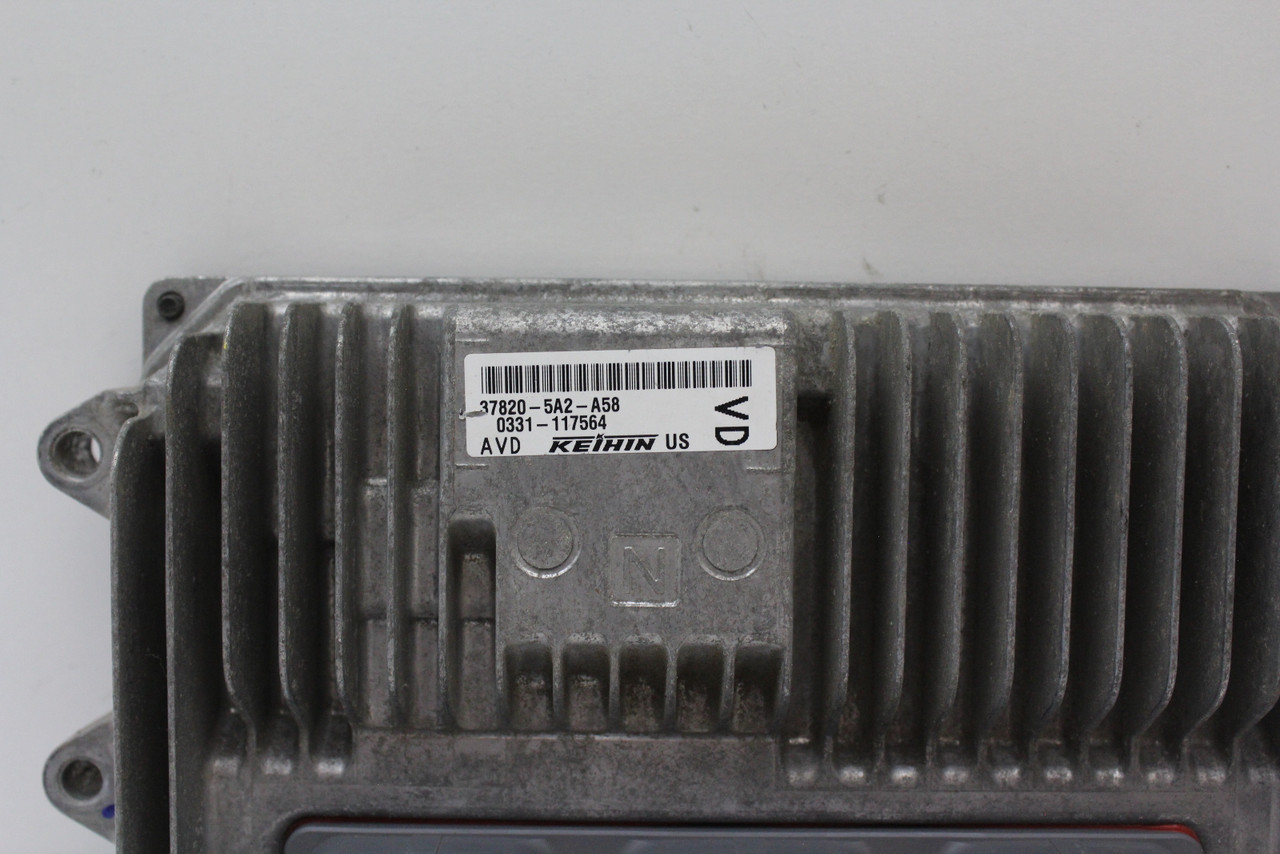 37820-5A2-A58
0331-117564
AVD KEIHIN US
VD
N